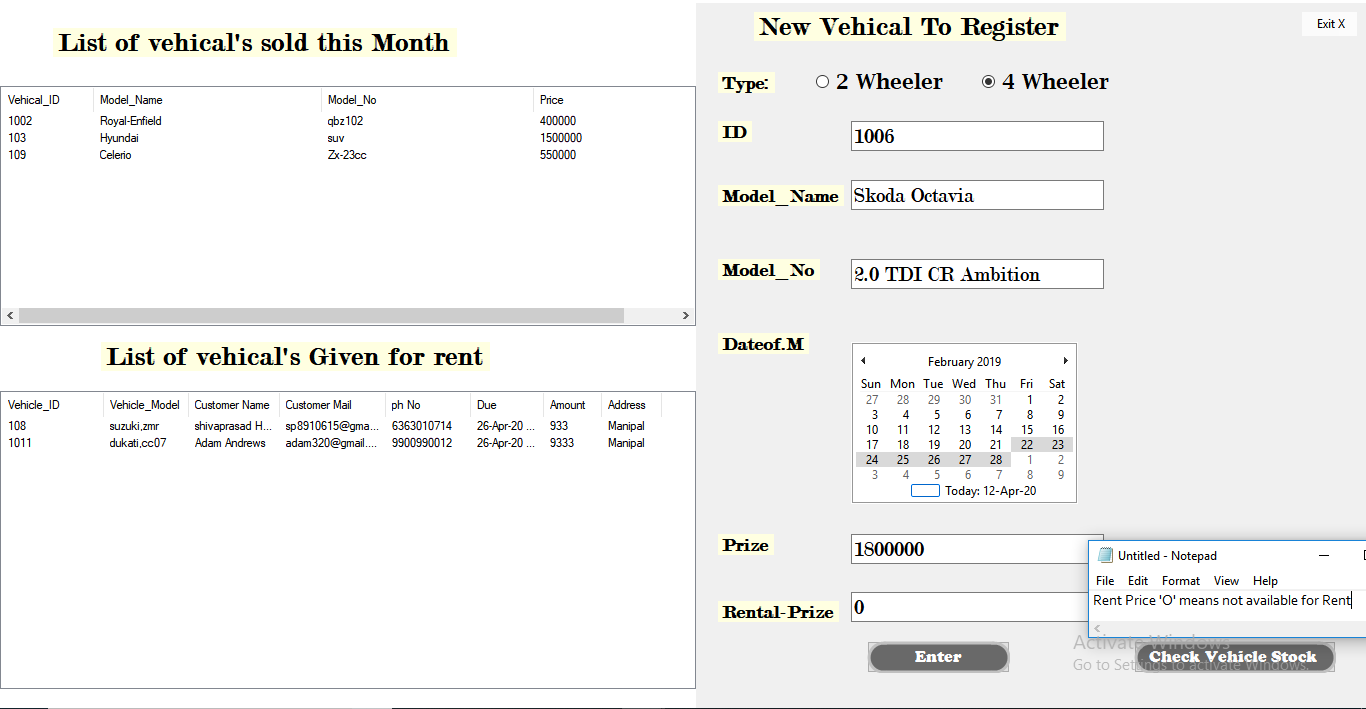 List of vehical's sold this Month
Vehical_ID Model_Name Model_No Price
1002 Royal-Enfield qbz102 400000
103 Hyundai suv 1500000
109 Celerio Zx-23cc 550000
List of vehical's Given for rent
Vehicle_ID Vehicle_Model Customer Name Customer Mail ph No Due Amount Address
108 suzuki,zmr shivaprasad H... sp8910615@gma... 6363010714 26-Apr-20 ... 933 Manipal
1011 dukati,cc07 Adam Andrews adam320@gmail.... 9900990012 26-Apr-20 ... 9333 Manipal
New Vehical To Register
Exit X
Type: 2 Wheeler 4 Wheeler
ID 1006
Model_Name Skoda Octavia
Model_No 2.0 TDI CR Ambition
Dateof.M
February 2019
Sun Mon Tue Wed Thu Fri Sat
27 28 29 30 31 1 2
3 4 5 6 7 8 9
10 11 12 13 14 15 16
17 18 19 20 21 22 23
24 25 26 27 28 1 2
3 4 5 6 7 8 9
Today: 12-Apr-20
Prize 1800000
Rental-Prize 0
Untitled - Notepad
File Edit Format View Help
Rent Price 'O' means not available for Rent
Enter
Check Vehicle Stock
Activate Windows
Go to Settings to activate Windows.